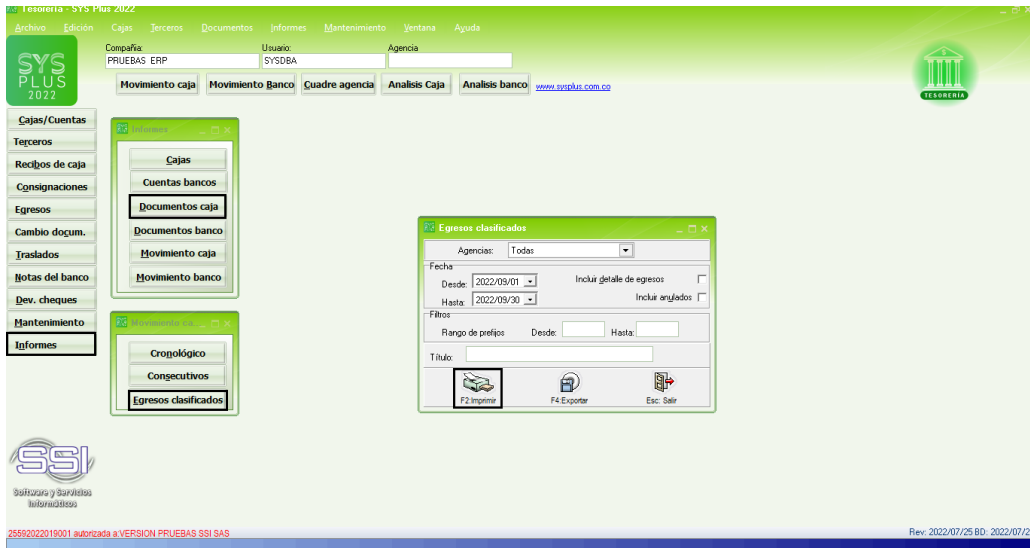 Tesorería - SYS Plus 2022
Archivo Edición Cajas Terceros Documentos Informes Mantenimiento Ventana Ayuda
SYS
PLUS
2022
Compañía: Usuario: Agencia
PRUEBAS ERP SYSDBA
Movimiento caja Movimiento Banco Cuadre agencia Analisis Caja Analisis banco www.sysplus.com.co
TESORERÍA
Cajas/Cuentas
Terceros
Recibos de caja
Consignaciones
Egresos
Cambio docum.
Traslados
Notas del banco
Dev. cheques
Mantenimiento
Informes
Informes
Cajas
Cuentas bancos
Documentos caja
Documentos banco
Movimiento caja
Movimiento banco
Movimento ca...
Cronológico
Consecutivos
Egresos clasificados
Egresos clasificados
Agencias: Todas
Fecha
Desde: 2022/09/01 Incluir detalle de egresos
Hasta: 2022/09/30 Incluir anulados
Filtros
Rango de prefijos Desde: Hasta:
Título:
F2:Imprimir F4:Exportar Esc: Salir
SSI
Software y Servicios
Informáticos
25592022019001 autorizada a:VERSION PRUEBAS SSI SAS
Rev: 2022/07/25 BD: 2022/07/2